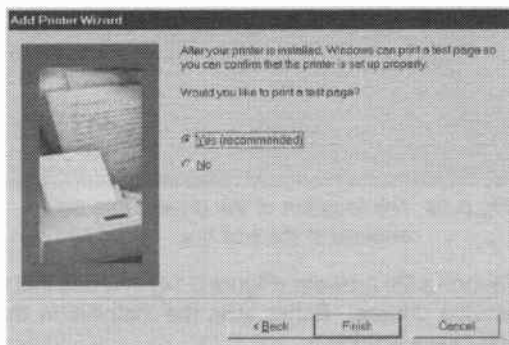 Add Printer Wizard
After your printer is installed, Windows can print a test page so
you can confirm that the printer is set up properly.
Would you like to print a test page?
Yes (recommended)
No
< Back
Finish
Cancel